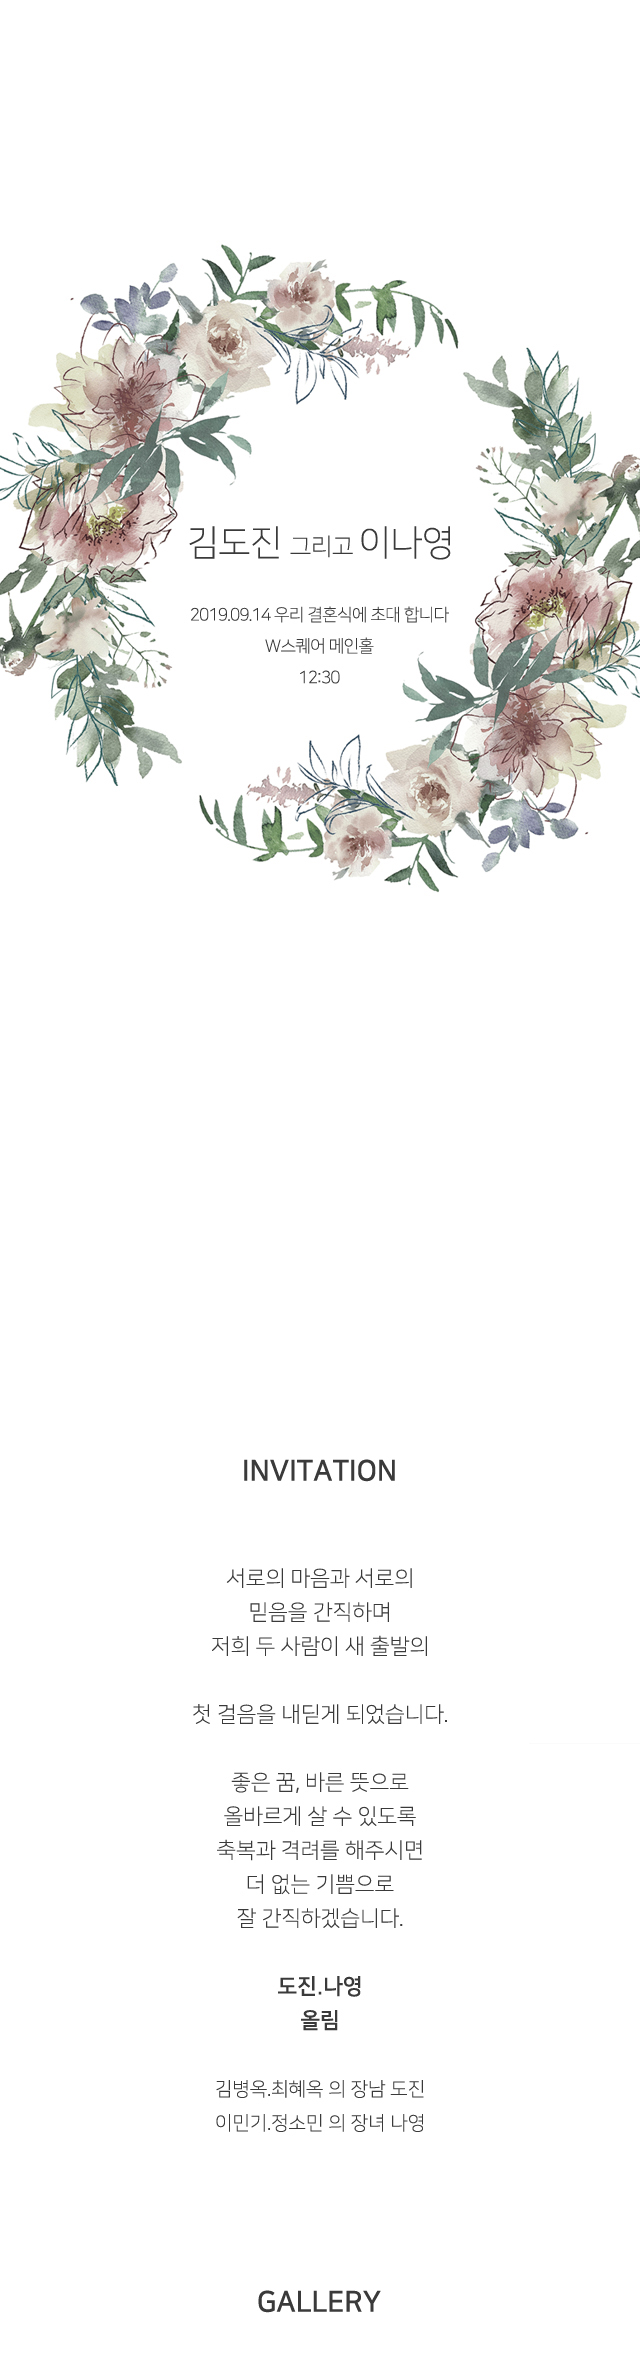 김도진 그리고 이나영
2019.09.14 우리 결혼식에 초대 합니다
W스퀘어 메인홀
12:30
INVITATION
서로의 마음과 서로의
믿음을 간직하며
저희 두 사람이 새 출발의
첫 걸음을 내딛게 되었습니다.
좋은 꿈, 바른 뜻으로
올바르게 살 수 있도록
축복과 격려를 해주시면
더 없는 기쁨으로
잘 간직하겠습니다.
도진.나영
올림
김병옥.최혜옥 의 장남 도진
이민기.정소민 의 장녀 나영
GALLERY